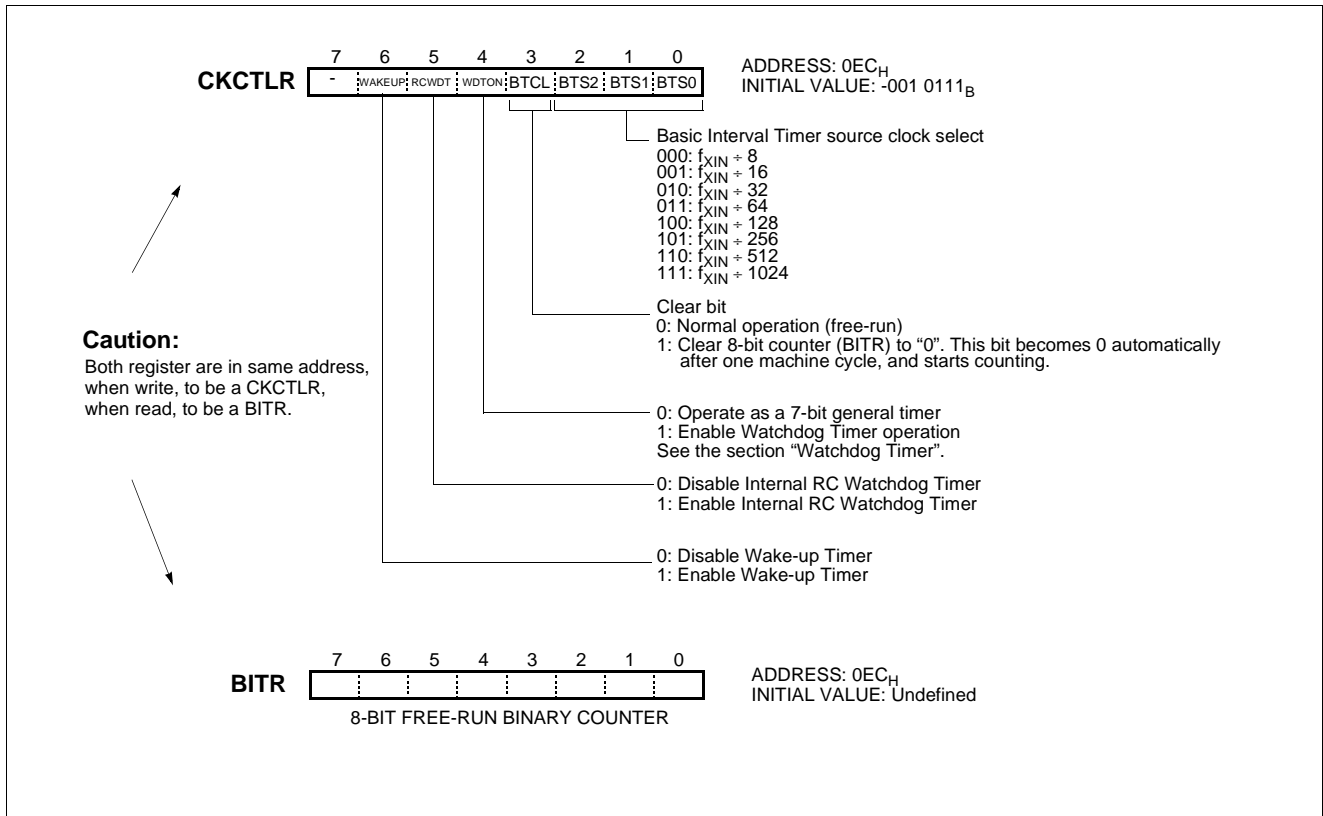 7 6 5 4 3 2 1 0
CKCTLR - WAKEUP RCWDT WDTON BTCL BTS2 BTS1 BTS0
ADDRESS: 0ECH
INITIAL VALUE: -001 0111B
Basic Interval Timer source clock select
000: fXIN ÷ 8
001: fXIN ÷ 16
010: fXIN ÷ 32
011: fXIN ÷ 64
100: fXIN ÷ 128
101: fXIN ÷ 256
110: fXIN ÷ 512
111: fXIN ÷ 1024
Clear bit
0: Normal operation (free-run)
1: Clear 8-bit counter (BITR) to “0”. This bit becomes 0 automatically
after one machine cycle, and starts counting.
Caution:
Both register are in same address,
when write, to be a CKCTLR,
when read, to be a BITR.
0: Operate as a 7-bit general timer
1: Enable Watchdog Timer operation
See the section “Watchdog Timer”.
0: Disable Internal RC Watchdog Timer
1: Enable Internal RC Watchdog Timer
0: Disable Wake-up Timer
1: Enable Wake-up Timer
7 6 5 4 3 2 1 0
BITR
ADDRESS: 0ECH
INITIAL VALUE: Undefined
8-BIT FREE-RUN BINARY COUNTER